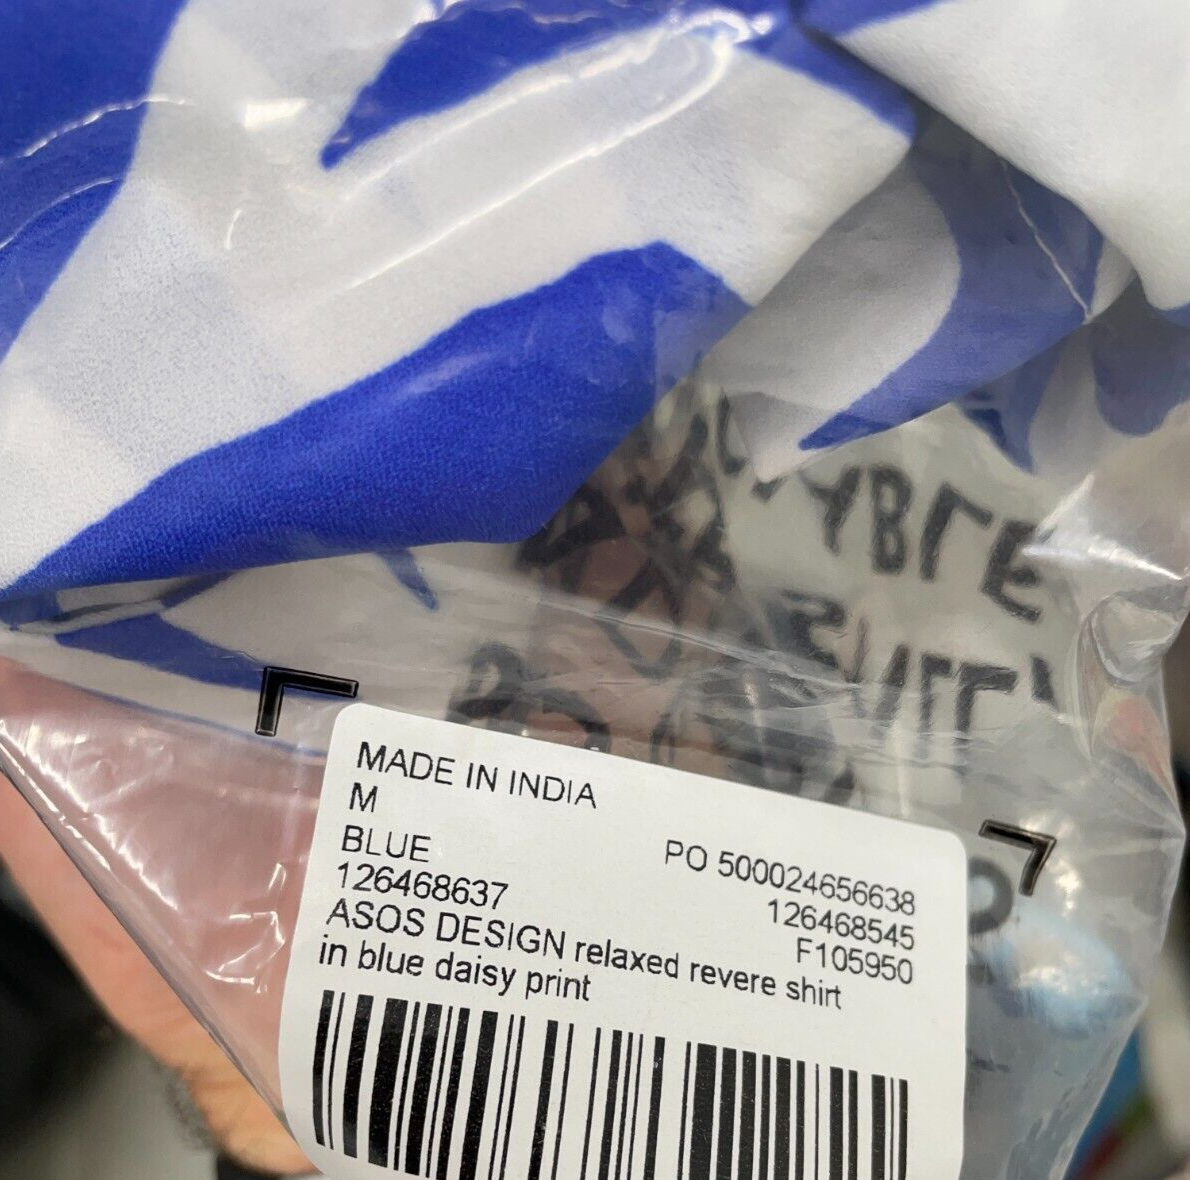 MADE IN INDIA
M
BLUE
126468637
PO 500024656638
126468545
F105950
ASOS DESIGN relaxed revere shirt
in blue daisy print